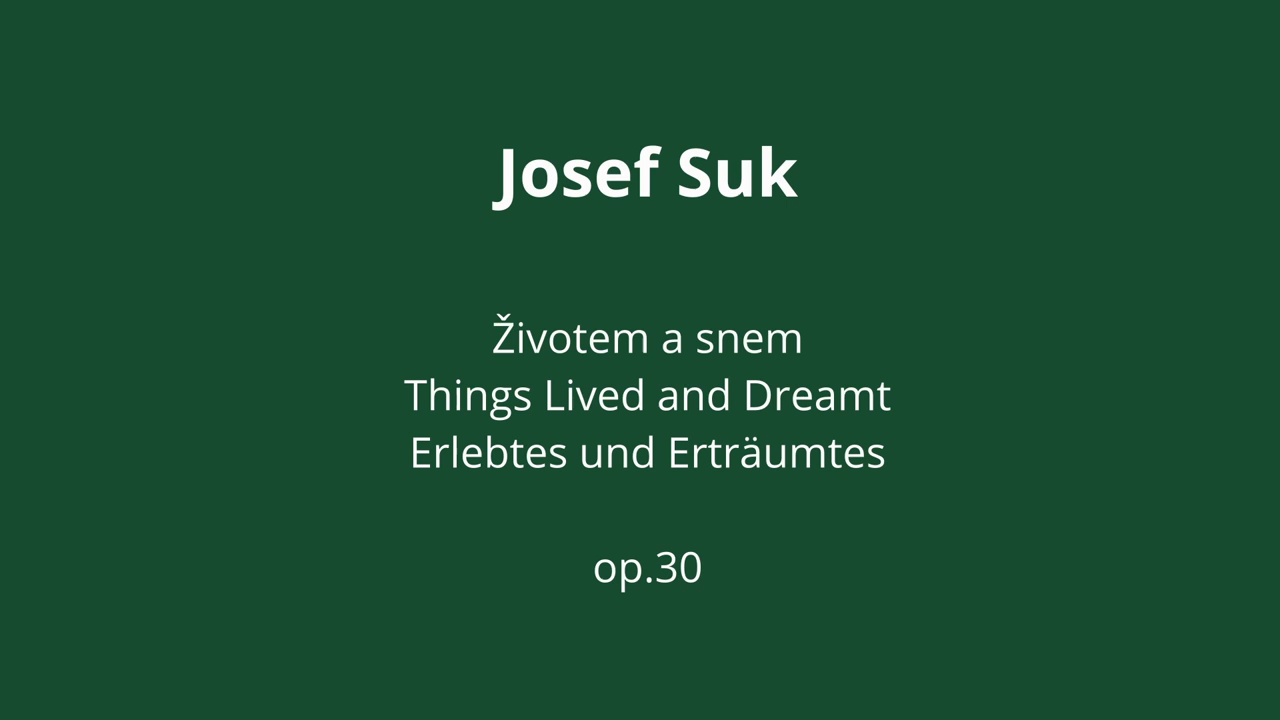 Josef Suk
Životem a snem
Things Lived and Dreamt
Erlebtes und Erträumtes
op.30